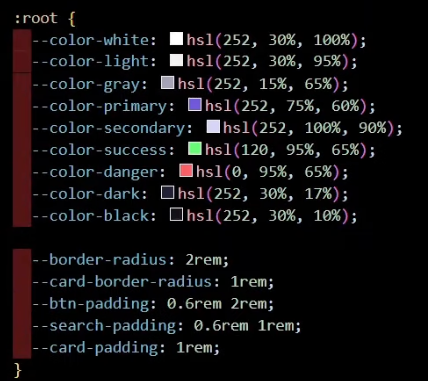 :root {
--color-white: hsl(252, 30%, 100%);
--color-light: hsl(252, 30%, 95%);
--color-gray: hsl(252, 15%, 65%);
--color-primary: hsl(252, 75%, 60%);
--color-secondary: hsl(252, 100%, 90%);
--color-success: hsl(120, 95%, 65%);
--color-danger: hsl(0, 95%, 65%);
--color-dark: hsl(252, 30%, 17%);
--color-black: hsl(252, 30%, 10%);
--border-radius: 2rem;
--card-border-radius: 1rem;
--btn-padding: 0.6rem 2rem;
--search-padding: 0.6rem 1rem;
--card-padding: 1rem;
}